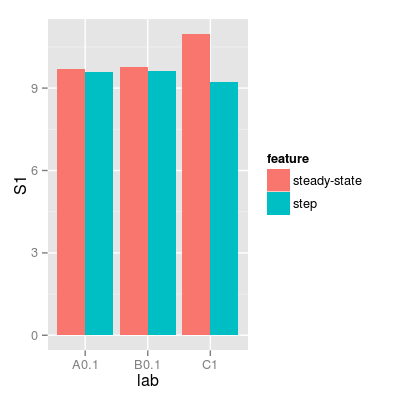 S1
9
6
3
0
A0.1 B0.1 C1
lab
feature
steady-state
step